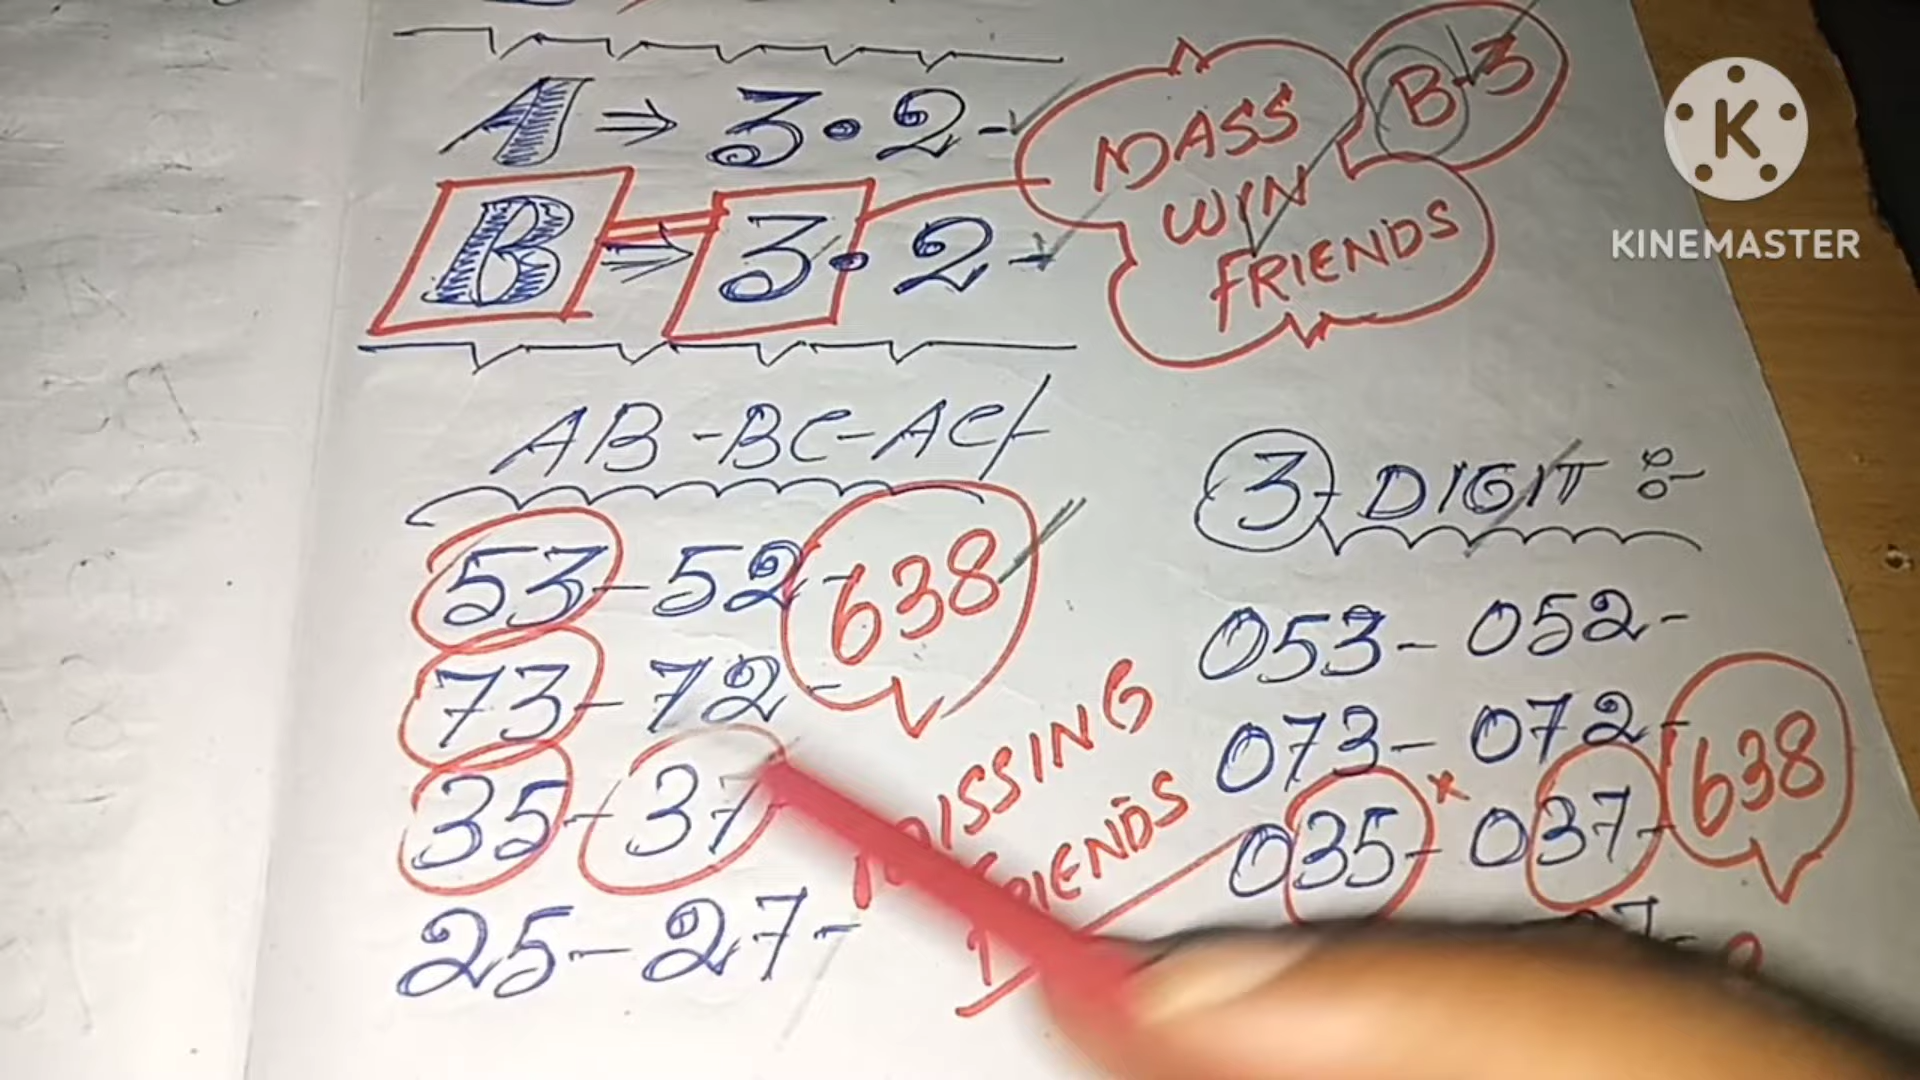 A ⇒ 3•2-
B ⇒ 3•2-
MASS
WIN
FRIENDS
B-3
K
KINEMASTER
AB-BC-AC/-
53-52-
73-72-
35-37-
25-27-
638
MISSING
FRIENDS
3-DIGIT :-
053-052-
073-072-
035-037-
638